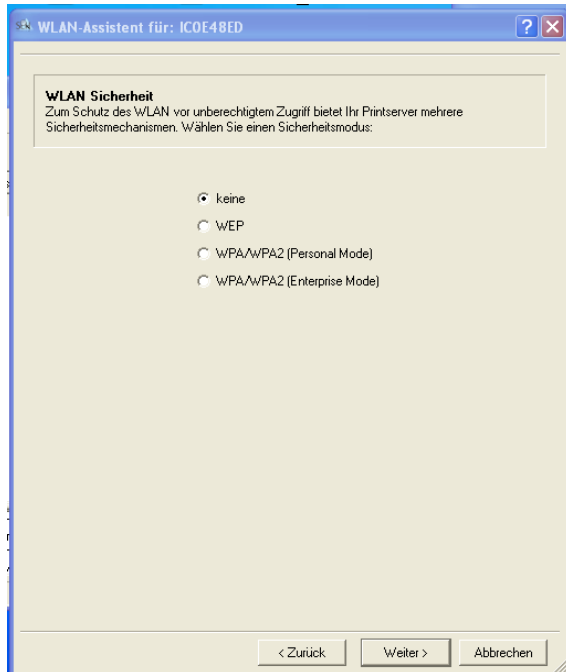 WLAN-Assistent für: IC0E48ED
WLAN Sicherheit
Zum Schutz des WLAN vor unberechtigtem Zugriff bietet Ihr Printserver mehrere
Sicherheitsmechanismen. Wählen Sie einen Sicherheitsmodus:
keine
WEP
WPA/WPA2 (Personal Mode)
WPA/WPA2 (Enterprise Mode)
< Zurück
Weiter >
Abbrechen